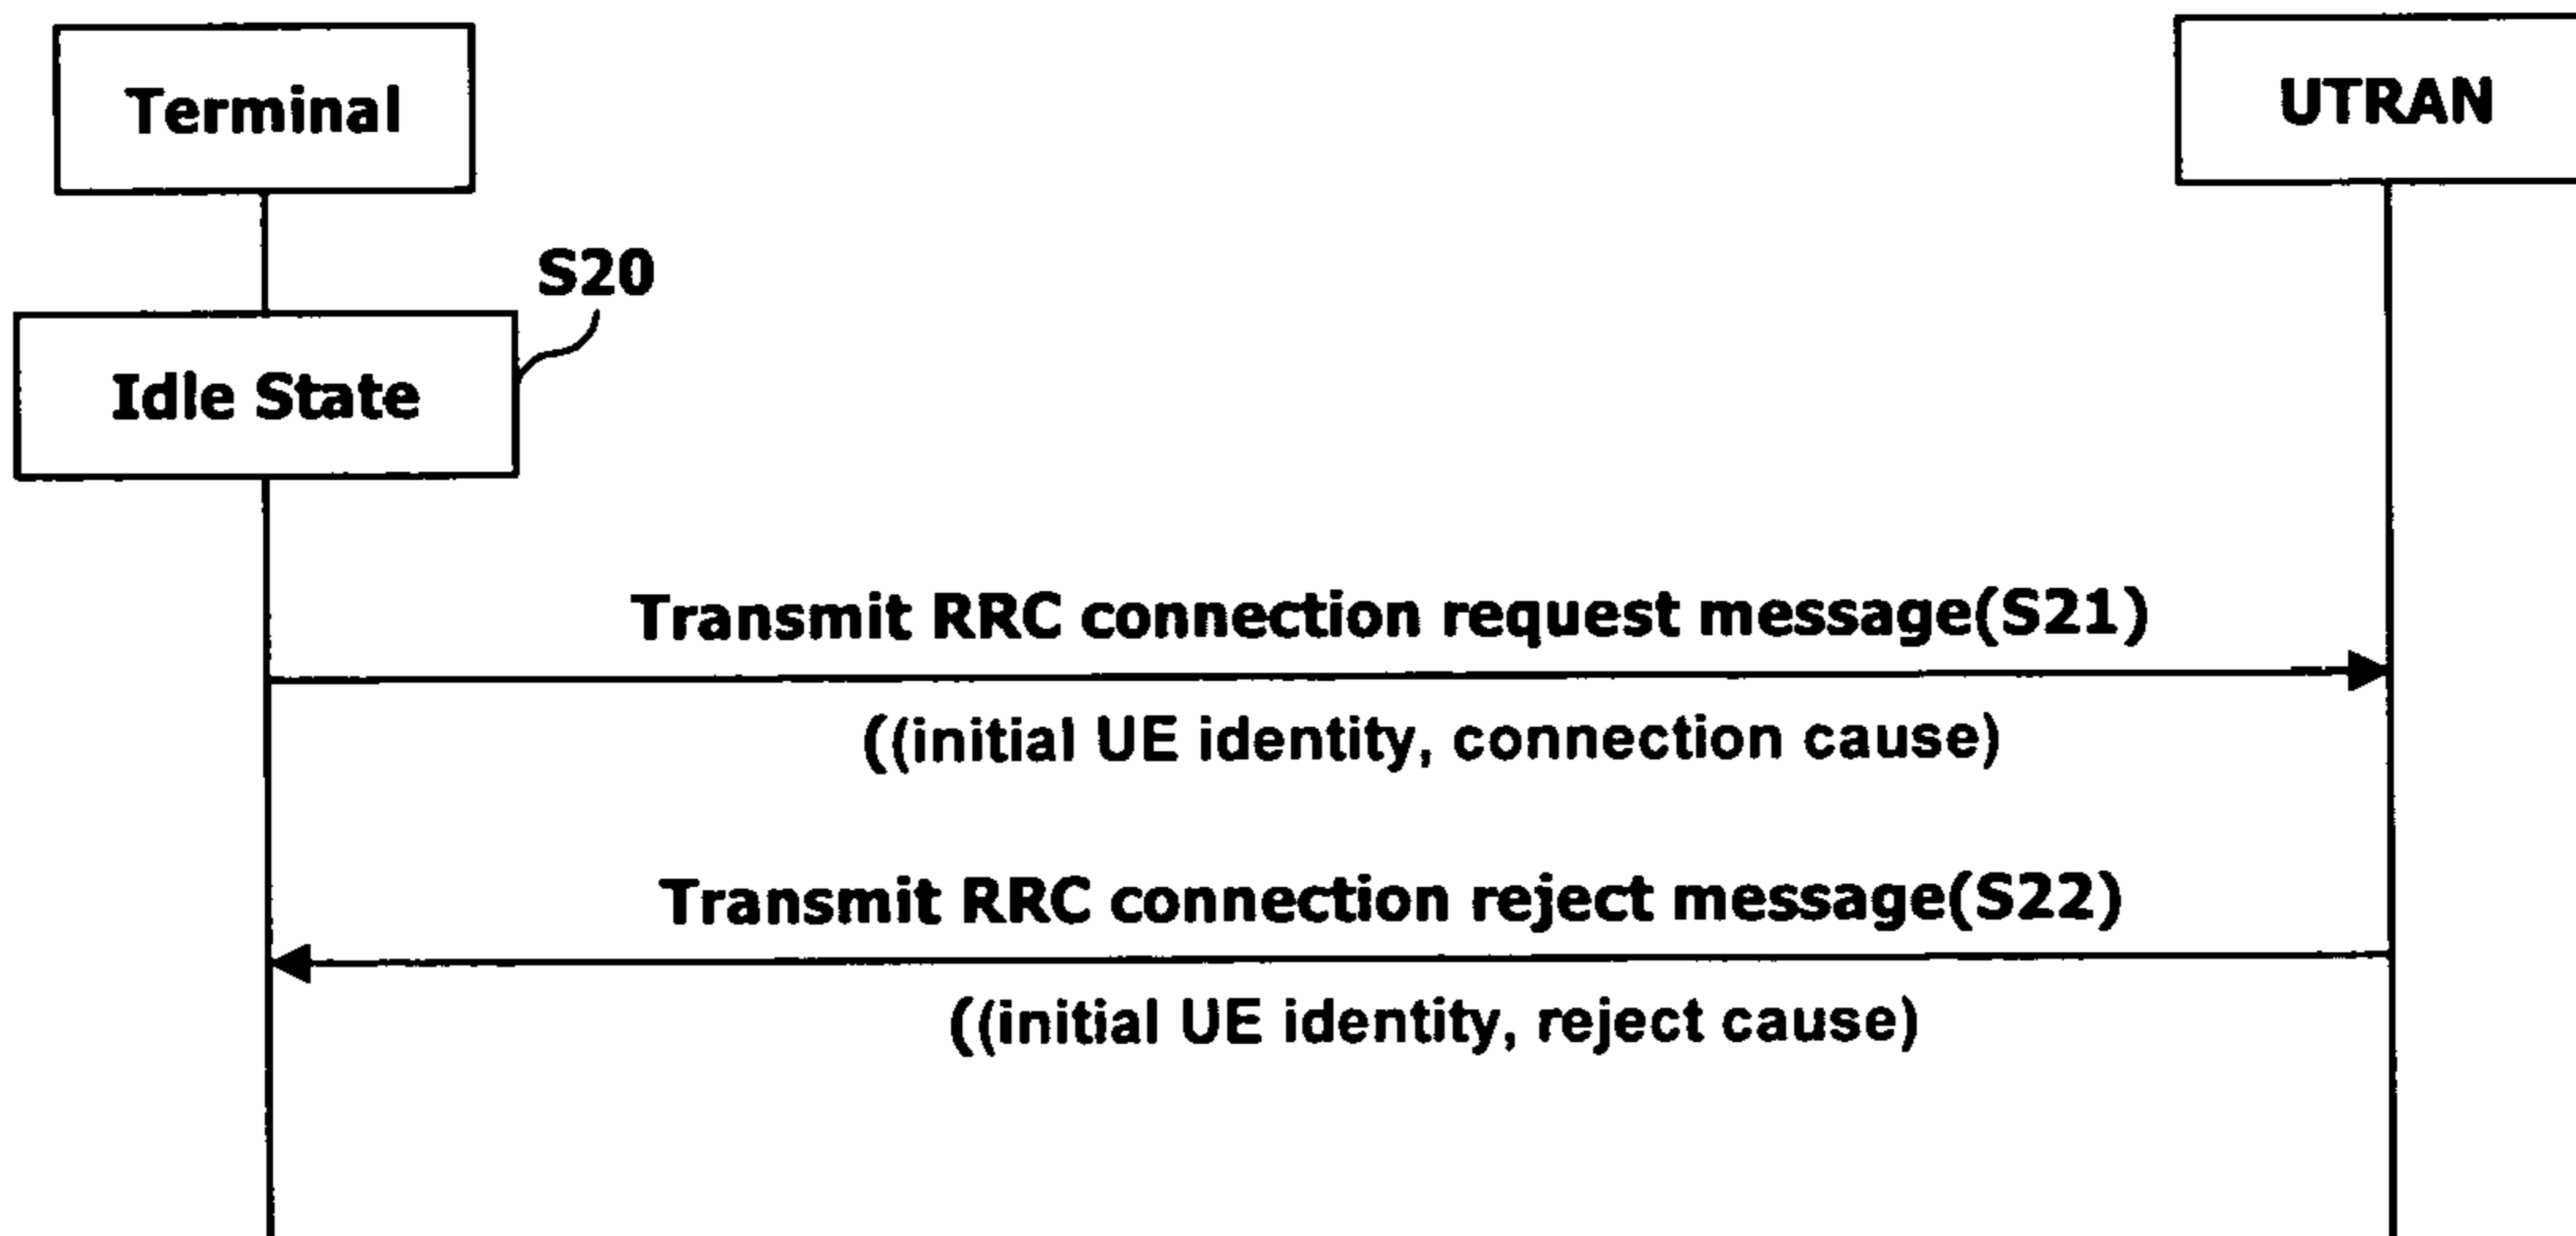 Terminal
UTRAN
S20
Idle State
Transmit RRC connection request message(S21)
((initial UE identity, connection cause)
Transmit RRC connection reject message(S22)
((initial UE identity, reject cause)